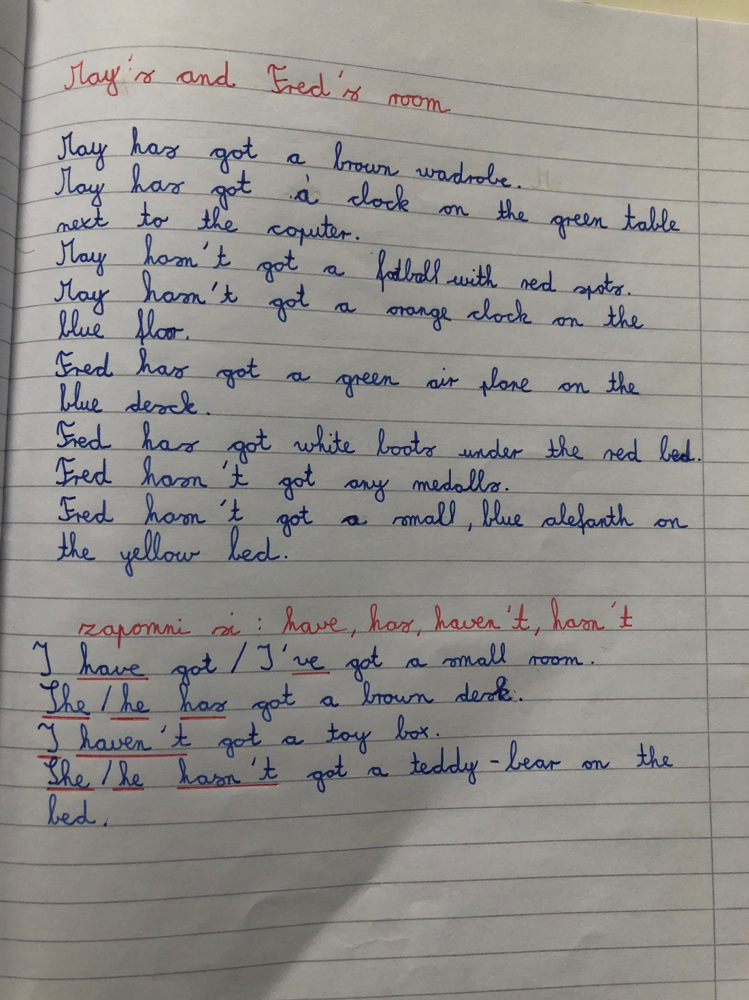 May's and Fred's room
May has got a brown wadrobe.
May has got a clock on the green table
next to the coputer.
May hasn't got a fotball with red spots.
May hasn't got a orange clock on the
blue floor.
Fred has got a green air plane on the
blue desck.
Fred has got white boots under the red bed.
Fred hasn't got any medalls.
Fred hasn't got a small, blue alefanth on
the yellow bed.
zapomni si: have, has, haven't, hasn't
I have got / I've got a small room.
She / he has got a brown desk.
I haven't got a toy box.
She / he hasn't got a teddy-bear on the
bed.